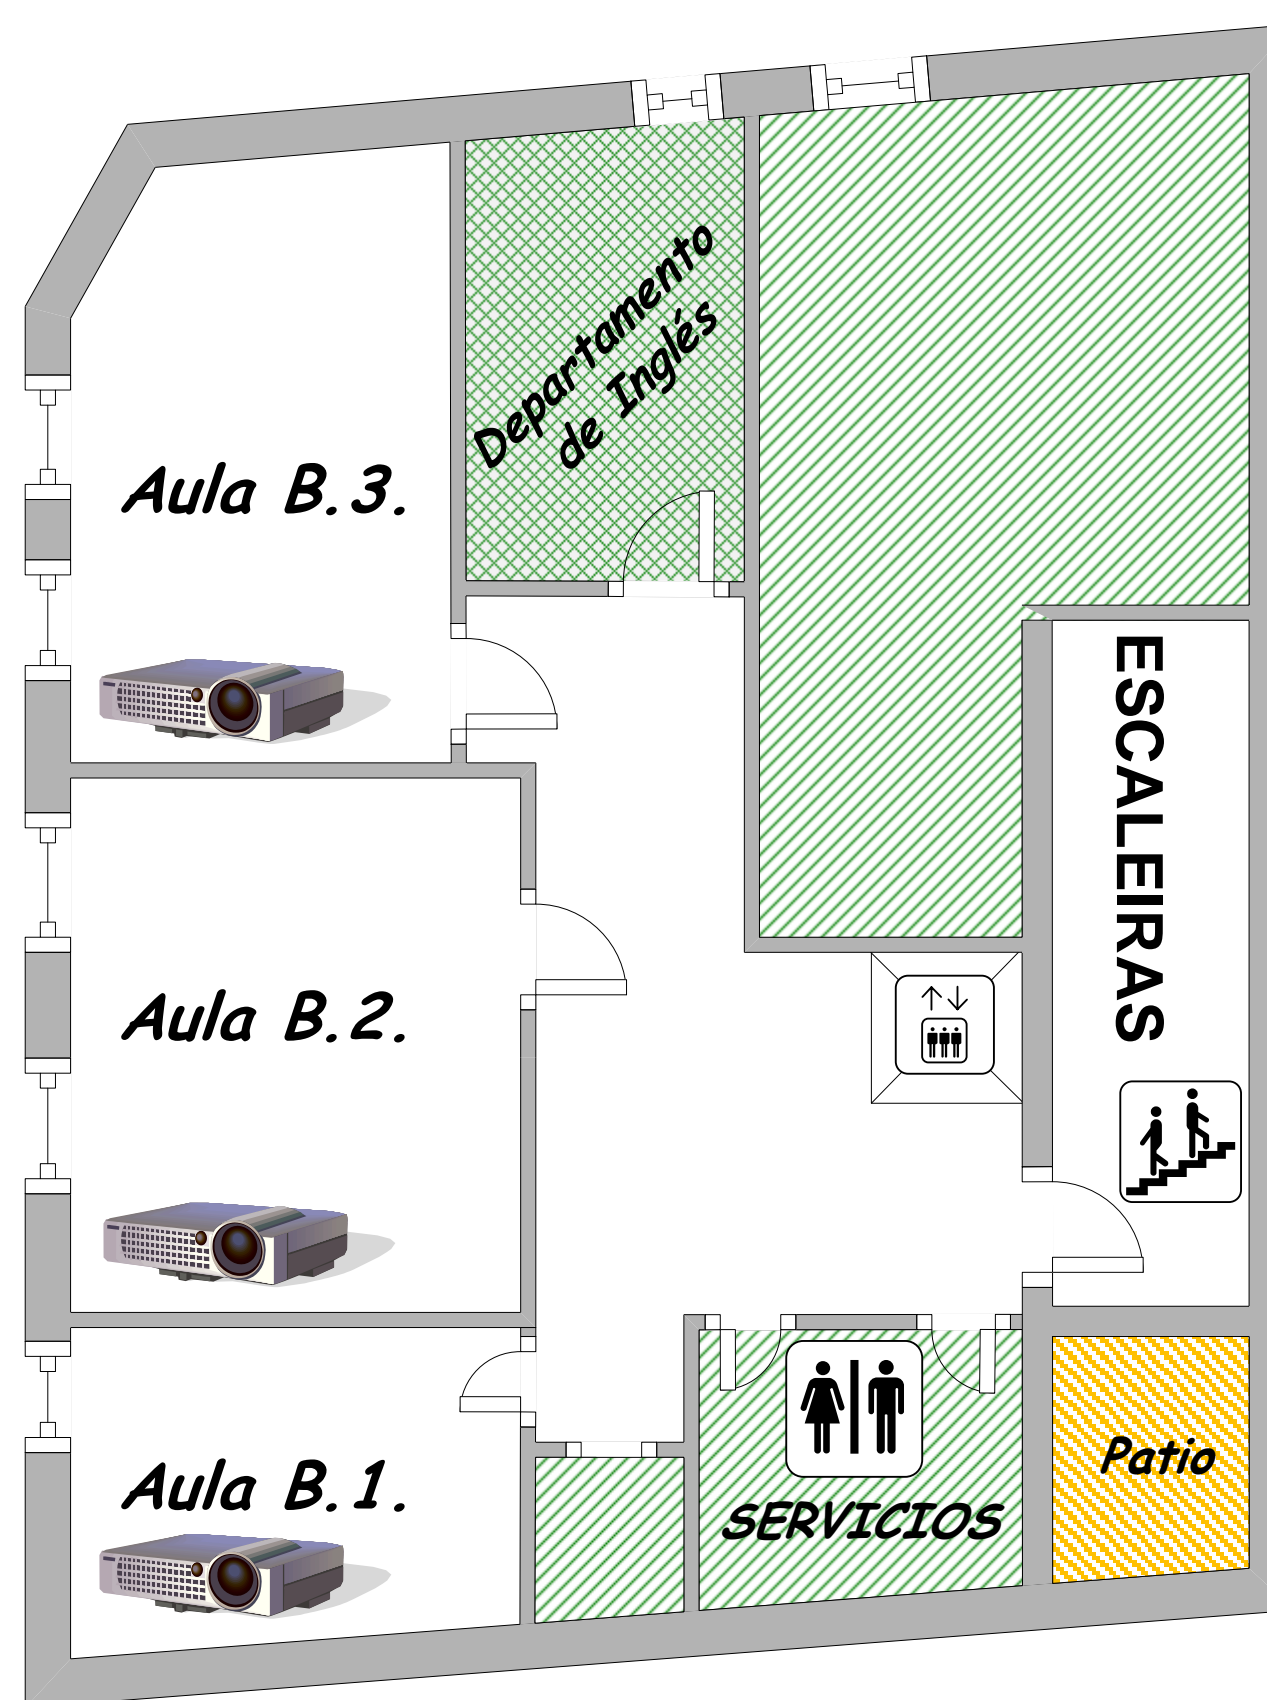 Departamento
de Inglés
Aula B.3.
ESCALEIRAS
Aula B.2.
Aula B.1.
Patio
SERVICIOS